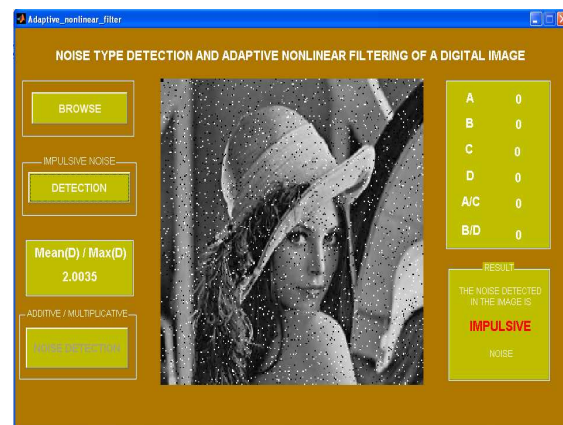 Adaptive_nonlinear_filter
NOISE TYPE DETECTION AND ADAPTIVE NONLINEAR FILTERING OF A DIGITAL IMAGE
BROWSE
IMPULSIVE NOISE
DETECTION
Mean(D) / Max(D)
2.0035
ADDITIVE / MULTIPLICATIVE
NOISE DETECTION
A 0
B 0
C 0
D 0
A/C 0
B/D 0
RESULT
THE NOISE DETECTED
IN THE IMAGE IS
IMPULSIVE
NOISE